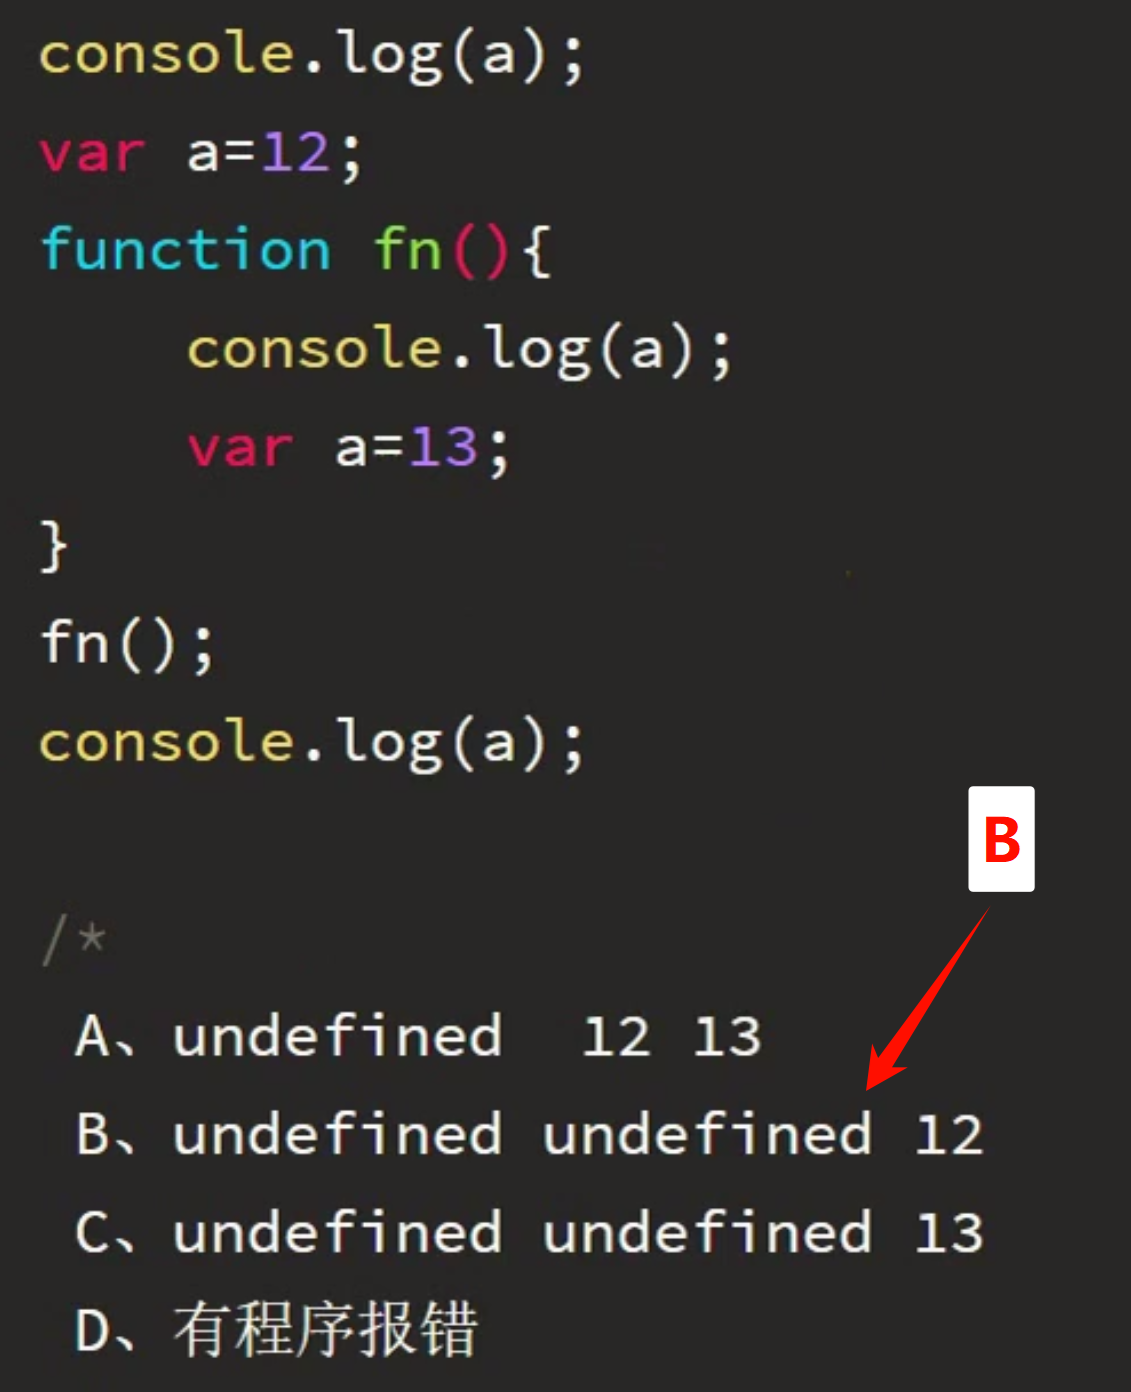 console.log(a);
var a=12;
function fn(){
    console.log(a);
    var a=13;
}
fn();
console.log(a);
B
/*
A、undefined  12 13
B、undefined undefined 12
C、undefined undefined 13
D、有程序报错